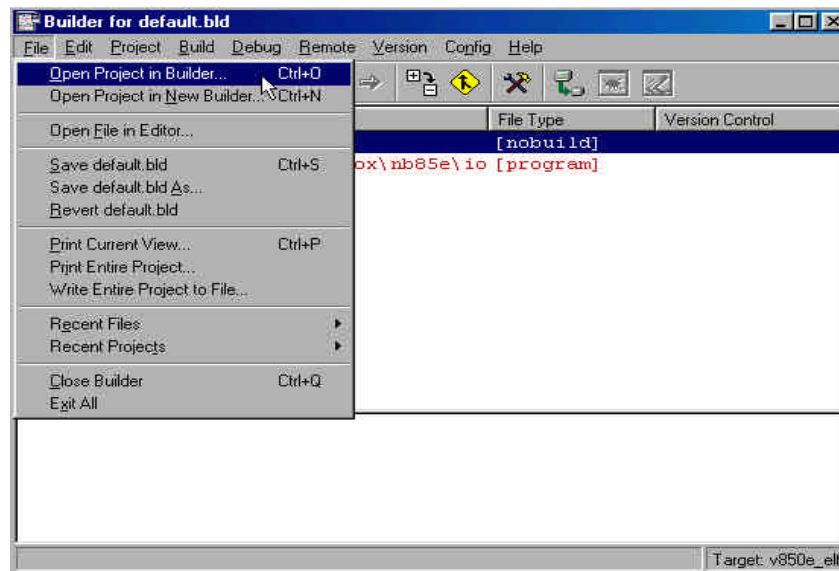 Builder for default.bld
File Edit Project Build Debug Remote Version Config Help
Open Project in Builder... Ctrl+O
Open Project in New Builder... Ctrl+N
Open File in Editor...
Save default.bld Ctrl+S
Save default.bld As...
Revert default.bld
Print Current View... Ctrl+P
Print Entire Project...
Write Entire Project to File...
Recent Files
Recent Projects
Close Builder Ctrl+Q
Exit All
File Type Version Control
[nobuild]
ox\nb85e\io [program]
Target: v850e_elf